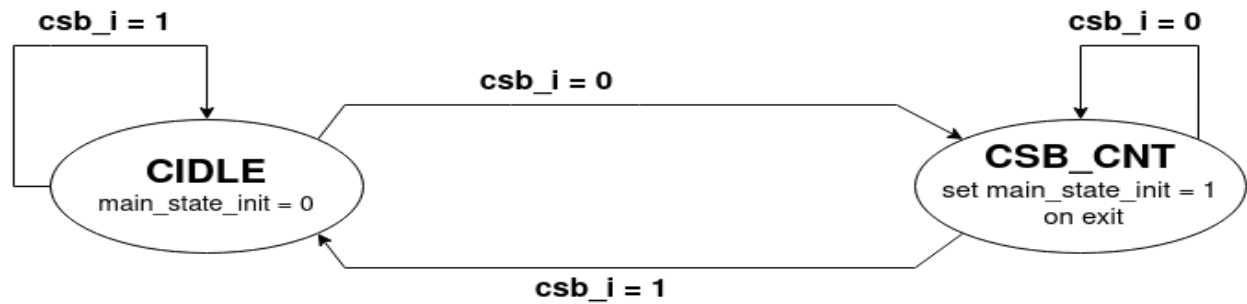 csb_i = 1
csb_i = 0
csb_i = 0
CIDLE
main_state_init = 0
CSB_CNT
set main_state_init = 1
on exit
csb_i = 1